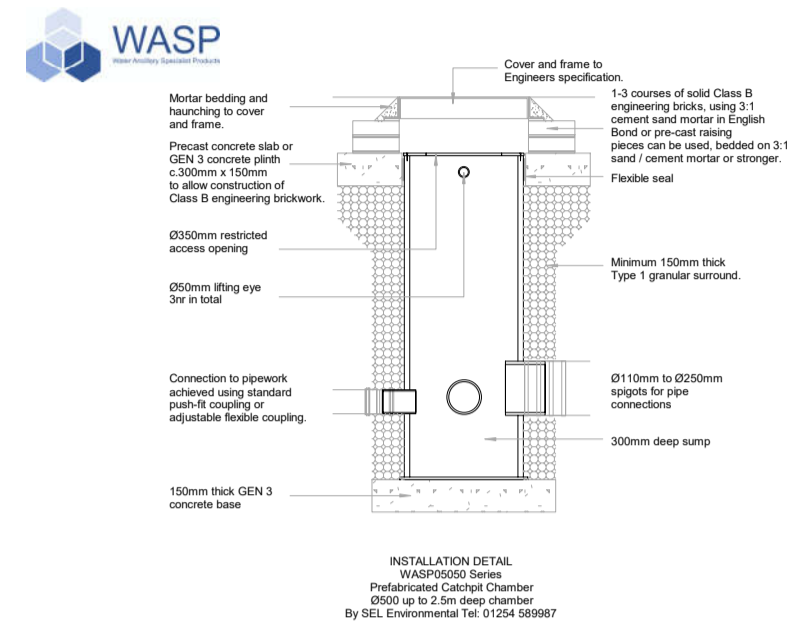 WASP
Water Ancillary Specialist Products
Cover and frame to
Engineers specification.
Mortar bedding and
haunching to cover
and frame.
1-3 courses of solid Class B
engineering bricks, using 3:1
cement sand mortar in English
Bond or pre-cast raising
pieces can be used, bedded on 3:1
sand / cement mortar or stronger.
Precast concrete slab or
GEN 3 concrete plinth
c.300mm x 150mm
to allow construction of
Class B engineering brickwork.
Flexible seal
Ø350mm restricted
access opening
Minimum 150mm thick
Type 1 granular surround.
Ø50mm lifting eye
3nr in total
Connection to pipework
achieved using standard
push-fit coupling or
adjustable flexible coupling.
Ø110mm to Ø250mm
spigots for pipe
connections
300mm deep sump
150mm thick GEN 3
concrete base
INSTALLATION DETAIL
WASP05050 Series
Prefabricated Catchpit Chamber
Ø500 up to 2.5m deep chamber
By SEL Environmental Tel: 01254 589987